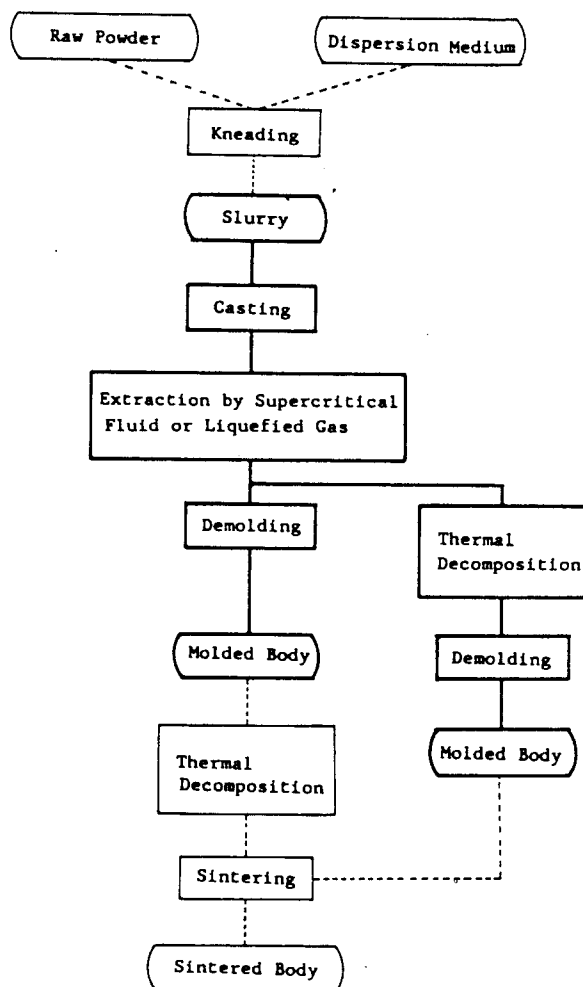 Raw Powder
Dispersion Medium
Kneading
Slurry
Casting
Extraction by Supercritical
Fluid or Liquefied Gas
Demolding
Thermal
Decomposition
Molded Body
Demolding
Molded Body
Thermal
Decomposition
Sintering
Sintered Body